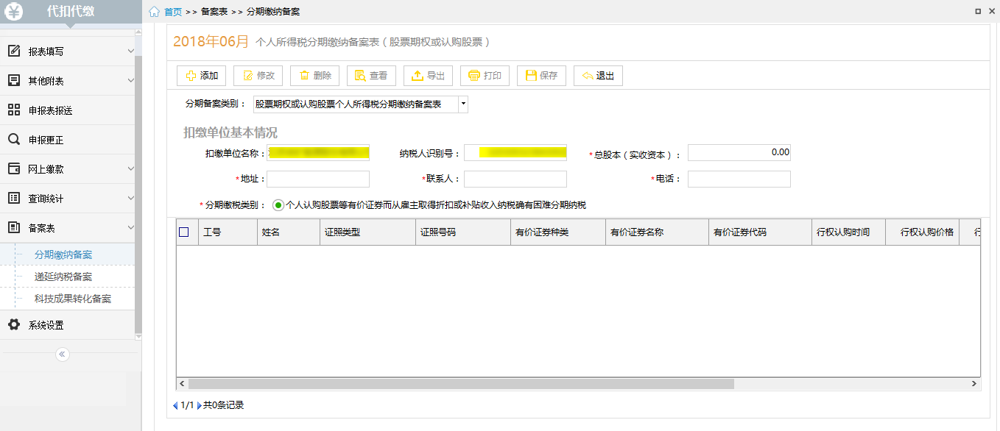 代扣代缴
首页 >> 备案表 >> 分期缴纳备案
报表填写
其他附表
申报表报送
申报更正
网上缴款
查询统计
备案表
分期缴纳备案
递延纳税备案
科技成果转化备案
系统设置
2018年06月 个人所得税分期缴纳备案表（股票期权或认购股票）
添加 修改 删除 查看 导出 打印 保存 退出
分期备案类别： 股票期权或认购股票个人所得税分期缴纳备案表
扣缴单位基本情况
扣缴单位名称： 纳税人识别号： *总股本（实收资本）： 0.00
*地址： *联系人： *电话：
*分期缴税类别： 个人认购股票等有价证券而从雇主取得折扣或补贴收入纳税确有困难分期纳税
工号 姓名 证照类型 证照号码 有价证券种类 有价证券名称 有价证券代码 行权认购时间 行权认购价格 行
1/1 共0条记录